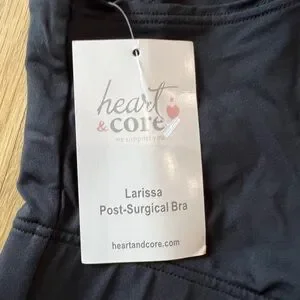 heart
& core
Larissa
Post-Surgical Bra
heartandcore.com